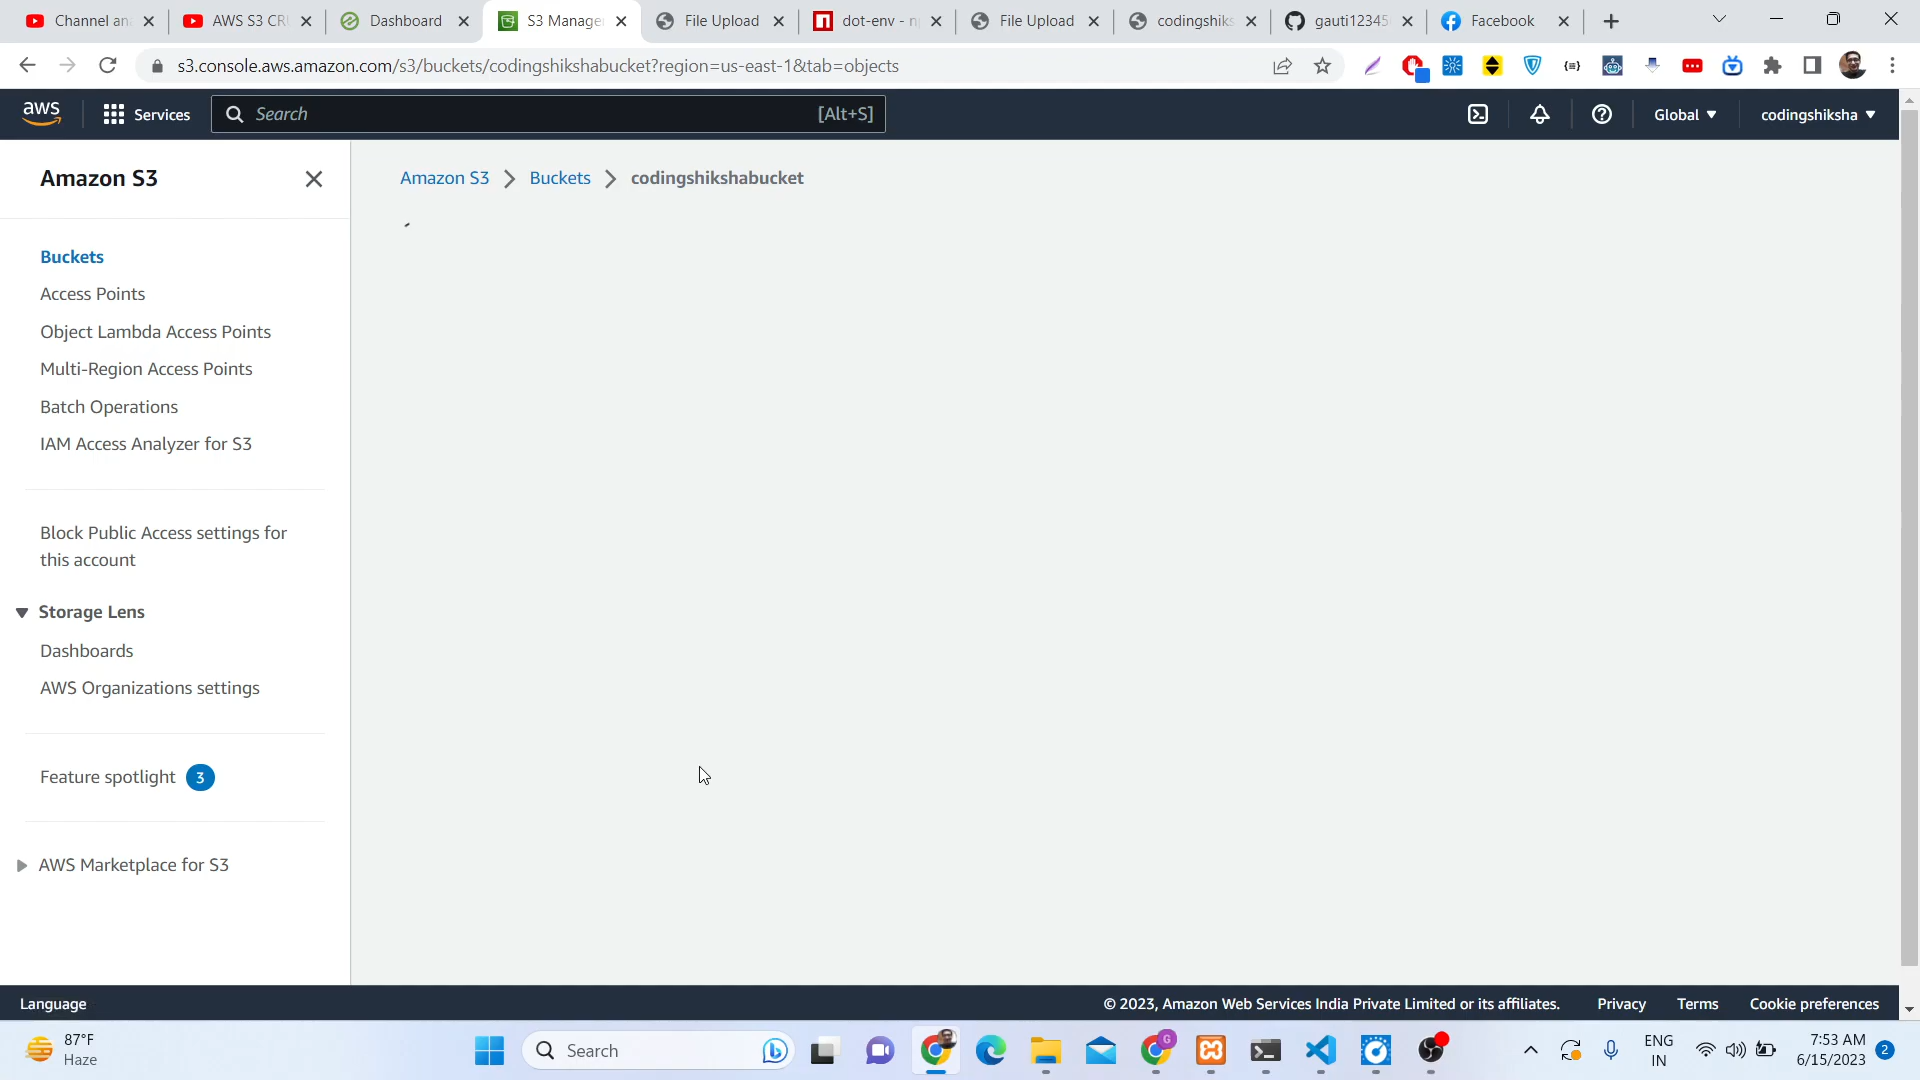 Channel an
AWS S3 CR
Dashboard
S3 Manage
File Upload
dot-env - n
File Upload
codingshiks
gauti12345
Facebook
s3.console.aws.amazon.com/s3/buckets/codingshikshabucket?region=us-east-1&tab=objects
aws
Services
Search
[Alt+S]
Global
codingshiksha
Amazon S3
Amazon S3 > Buckets > codingshikshabucket
Buckets
Access Points
Object Lambda Access Points
Multi-Region Access Points
Batch Operations
IAM Access Analyzer for S3
Block Public Access settings for
this account
Storage Lens
Dashboards
AWS Organizations settings
Feature spotlight 3
AWS Marketplace for S3
Language
© 2023, Amazon Web Services India Private Limited or its affiliates.
Privacy
Terms
Cookie preferences
87°F
Haze
Search
ENG
IN
7:53 AM
6/15/2023
2